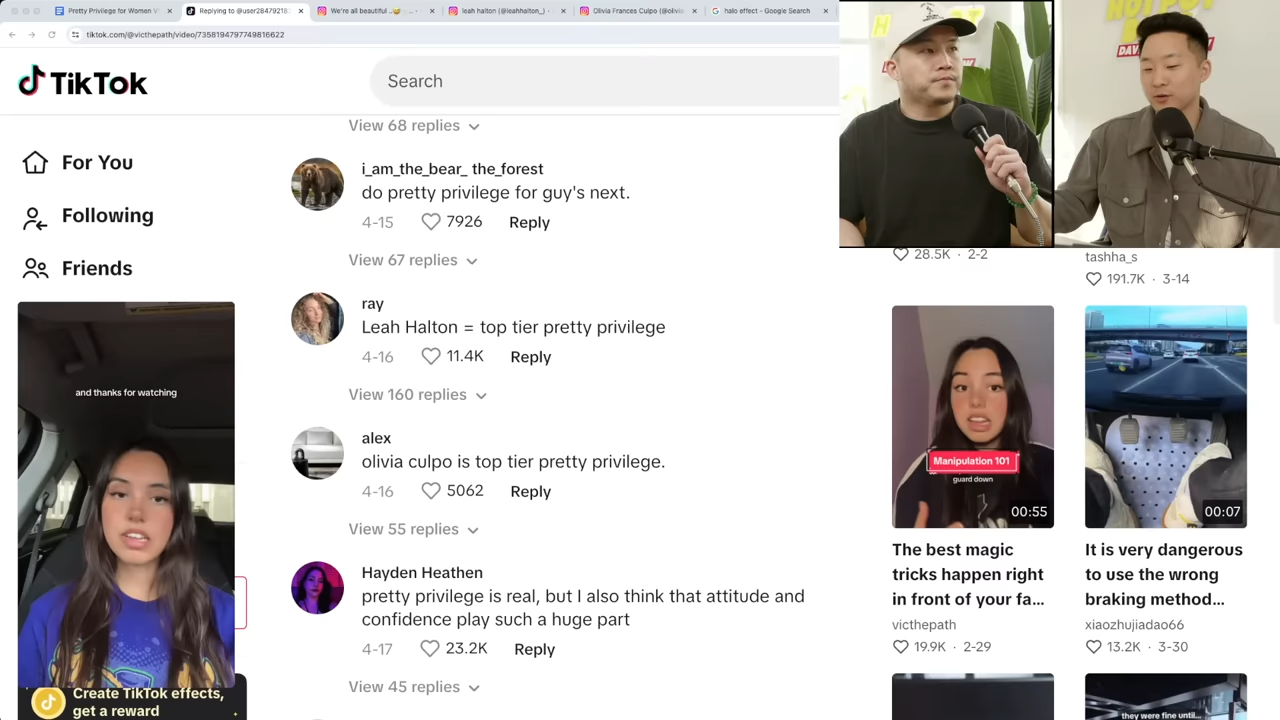 Pretty Privilege for Women V
Replying to @user28479218
We're all beautiful
leah halton (@leahhalton_) •
Olivia Frances Culpo (@olivia
halo effect - Google Search
tiktok.com/@victhepath/video/7358194797749816622
TikTok
Search
For You
Following
Friends
and thanks for watching
Create TikTok effects,
get a reward
View 68 replies
i_am_the_bear_ the_forest
do pretty privilege for guy's next.
4-15 7926 Reply
View 67 replies
ray
Leah Halton = top tier pretty privilege
4-16 11.4K Reply
View 160 replies
alex
olivia culpo is top tier pretty privilege.
4-16 5062 Reply
View 55 replies
Hayden Heathen
pretty privilege is real, but I also think that attitude and
confidence play such a huge part
4-17 23.2K Reply
View 45 replies
28.5K · 2-2
tashha_s
191.7K · 3-14
Manipulation 101
guard down
00:55
The best magic
tricks happen right
in front of your fa...
victhepath
19.9K · 2-29
00:07
It is very dangerous
to use the wrong
braking method...
xiaozhujiadao66
13.2K · 3-30
they were fine until...